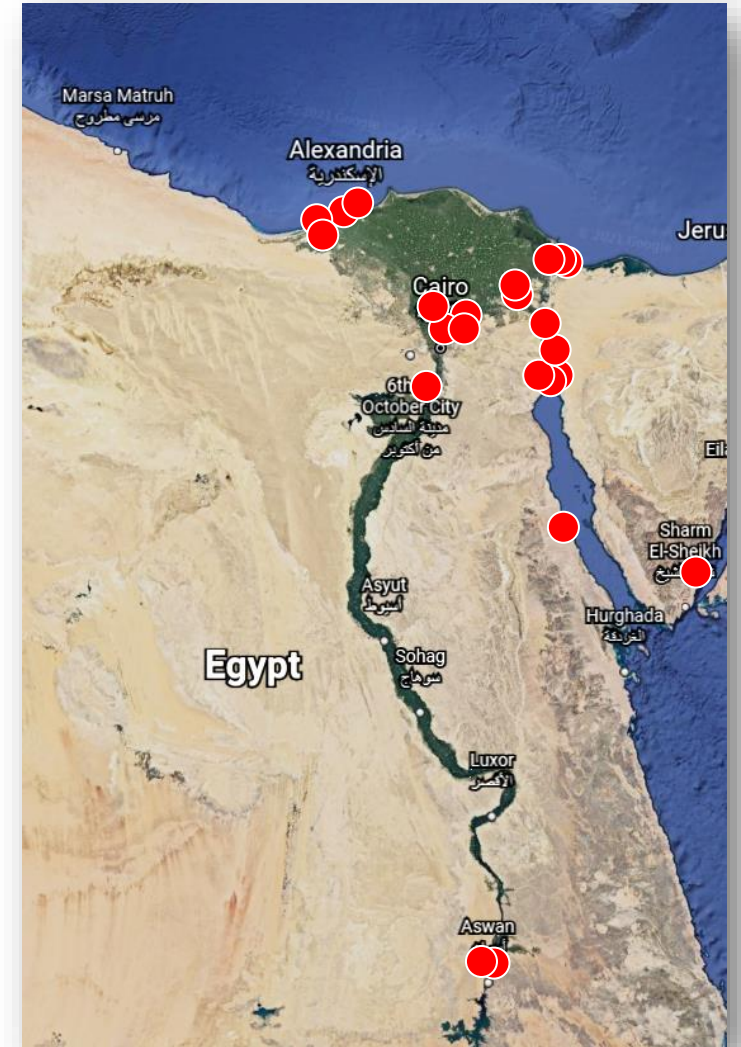 Marsa Matruh
مرسى مطروح
Alexandria
الإسكندرية
Jeru
Cairo
6th
October City
مدينة السادس
من أكتوبر
Eil
Sharm
El-Sheikh
Asyut
أسيوط
Hurghada
الغردقة
Egypt
Sohag
سوهاج
Luxor
الأقصر
Aswan